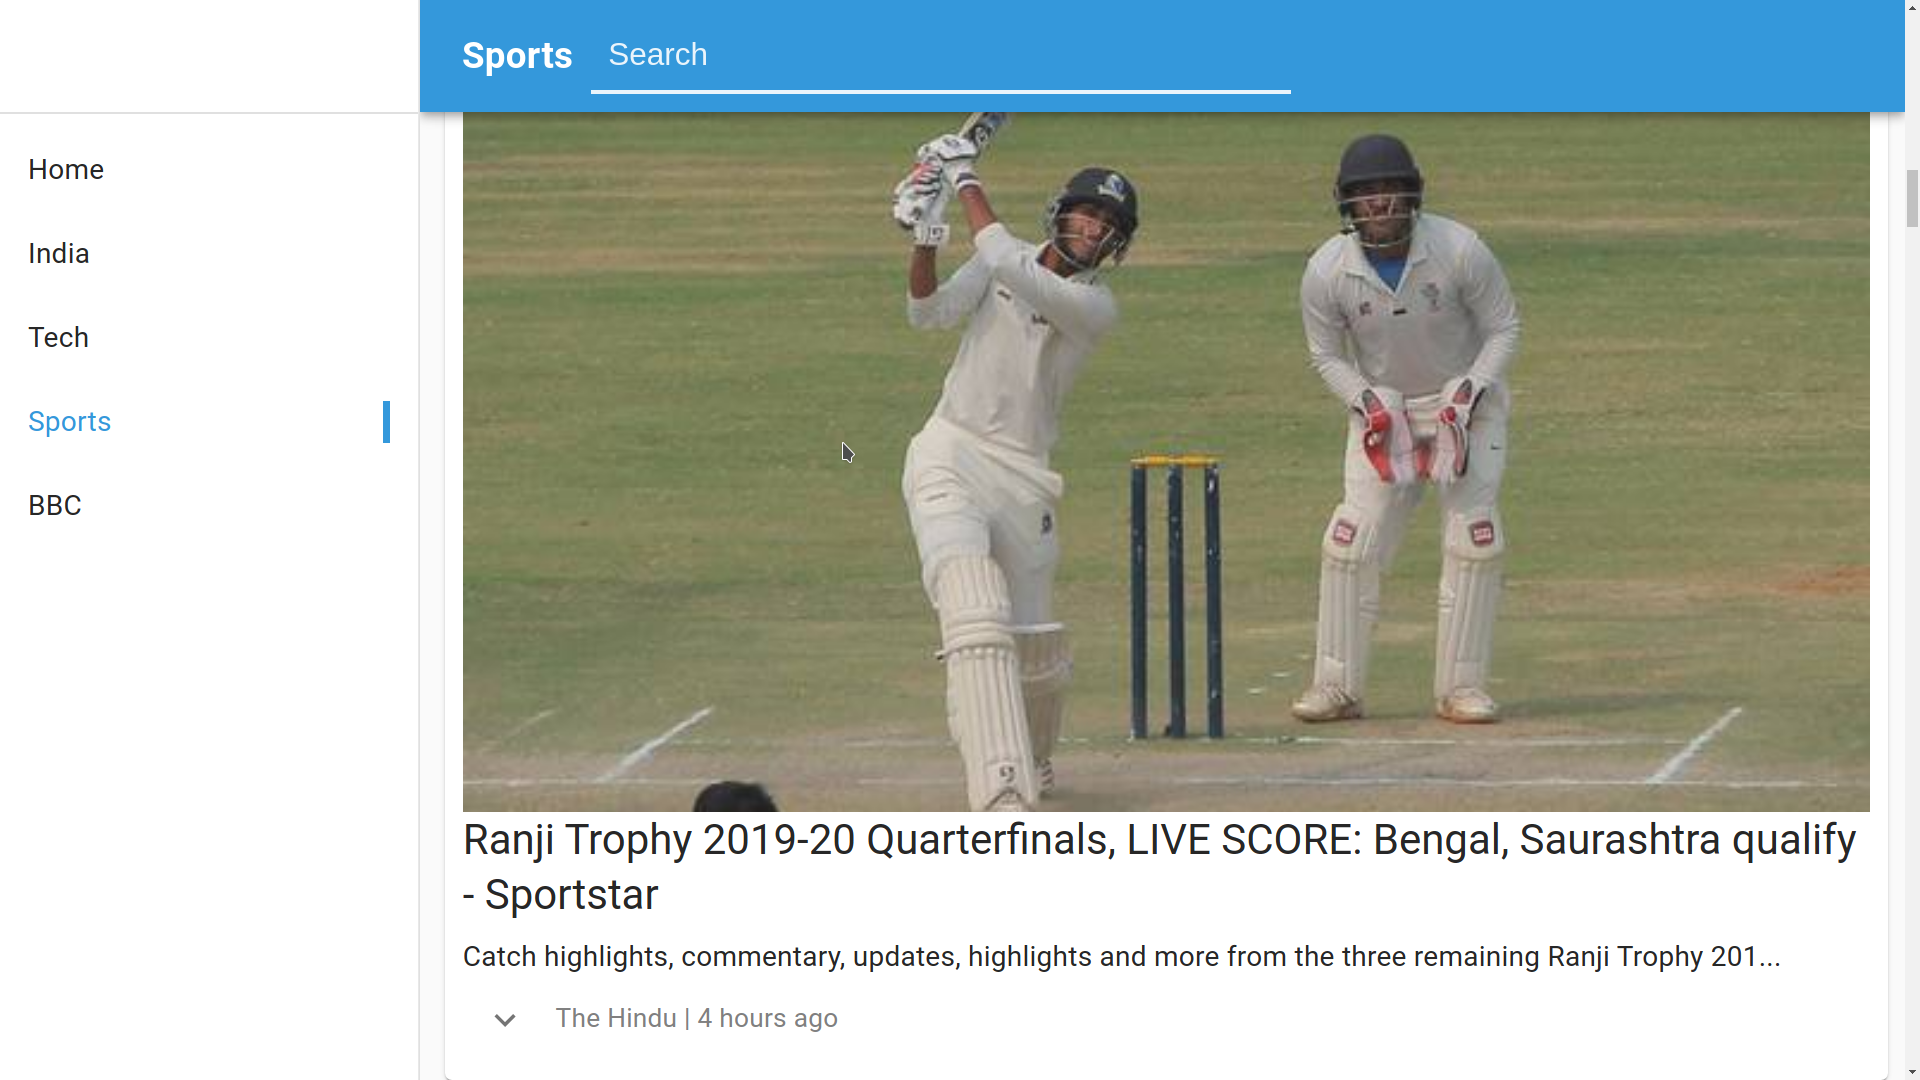 Sports Search
Home
India
Tech
Sports
BBC
Ranji Trophy 2019-20 Quarterfinals, LIVE SCORE: Bengal, Saurashtra qualify
- Sportstar
Catch highlights, commentary, updates, highlights and more from the three remaining Ranji Trophy 201...
The Hindu | 4 hours ago